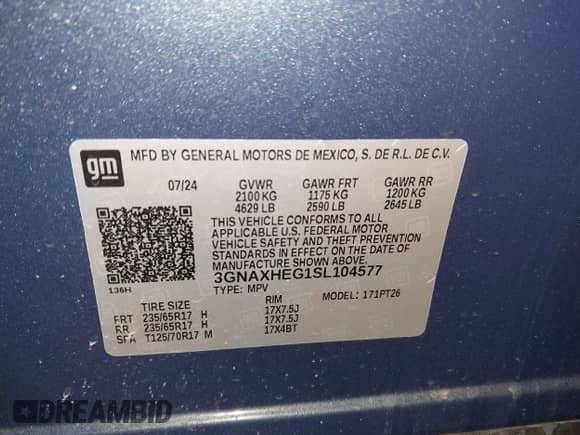 gm MFD BY GENERAL MOTORS DE MEXICO, S. DE R.L. DE C.V.
07/24 GVWR GAWR FRT GAWR RR
2100 KG 1175 KG 1200 KG
4629 LB 2590 LB 2645 LB
THIS VEHICLE CONFORMS TO ALL
APPLICABLE U.S. FEDERAL MOTOR
VEHICLE SAFETY AND THEFT PREVENTION
STANDARDS IN EFFECT ON THE DATE OF
MANUFACTURE SHOWN ABOVE.
3GNAXHEG1SL104577
136H TYPE: MPV MODEL: 171PT26
TIRE SIZE RIM
FRT 235/65R17 H 17X7.5J
RR 235/65R17 H 17X7.5J
SPA T125/70R17 M 17X4BT
DREAMBID